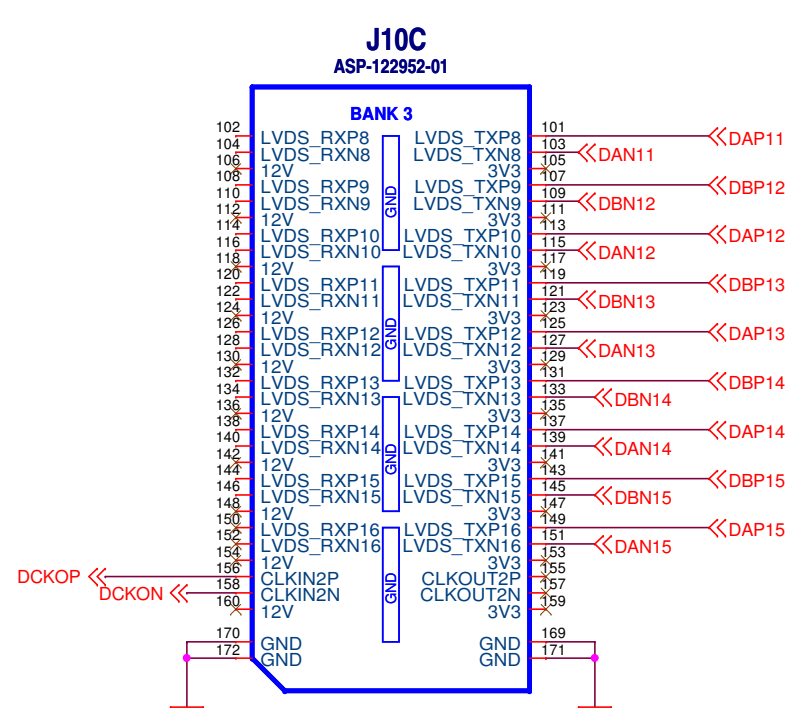 J10C
ASP-122952-01
BANK 3
102 LVDS_RXP8 LVDS_TXP8 101 DAP11
104 LVDS_RXN8 LVDS_TXN8 103 DAN11
106 12V 3V3 105
108 LVDS_RXP9 LVDS_TXP9 107 DBP12
110 LVDS_RXN9 LVDS_TXN9 109 DBN12
112 12V 3V3 111
114 LVDS_RXP10 LVDS_TXP10 113 DAP12
116 LVDS_RXN10 LVDS_TXN10 115 DAN12
118 12V 3V3 117
120 LVDS_RXP11 LVDS_TXP11 119 DBP13
122 LVDS_RXN11 LVDS_TXN11 121 DBN13
124 12V 3V3 123
126 LVDS_RXP12 LVDS_TXP12 125 DAP13
128 LVDS_RXN12 LVDS_TXN12 127 DAN13
130 12V 3V3 129
132 LVDS_RXP13 LVDS_TXP13 131 DBP14
134 LVDS_RXN13 LVDS_TXN13 133 DBN14
136 12V 3V3 135
138 LVDS_RXP14 LVDS_TXP14 137 DAP14
140 LVDS_RXN14 LVDS_TXN14 139 DAN14
142 12V 3V3 141
144 LVDS_RXP15 LVDS_TXP15 143 DBP15
146 LVDS_RXN15 LVDS_TXN15 145 DBN15
148 12V 3V3 147
150 LVDS_RXP16 LVDS_TXP16 149 DAP15
152 LVDS_RXN16 LVDS_TXN16 151 DAN15
154 12V 3V3 153
DCKOP 156 CLKIN2P CLKOUT2P 155
DCKON 158 CLKIN2N CLKOUT2N 157
160 12V 3V3 159
170 GND GND 169
172 GND GND 171
GND
GND
GND
GND